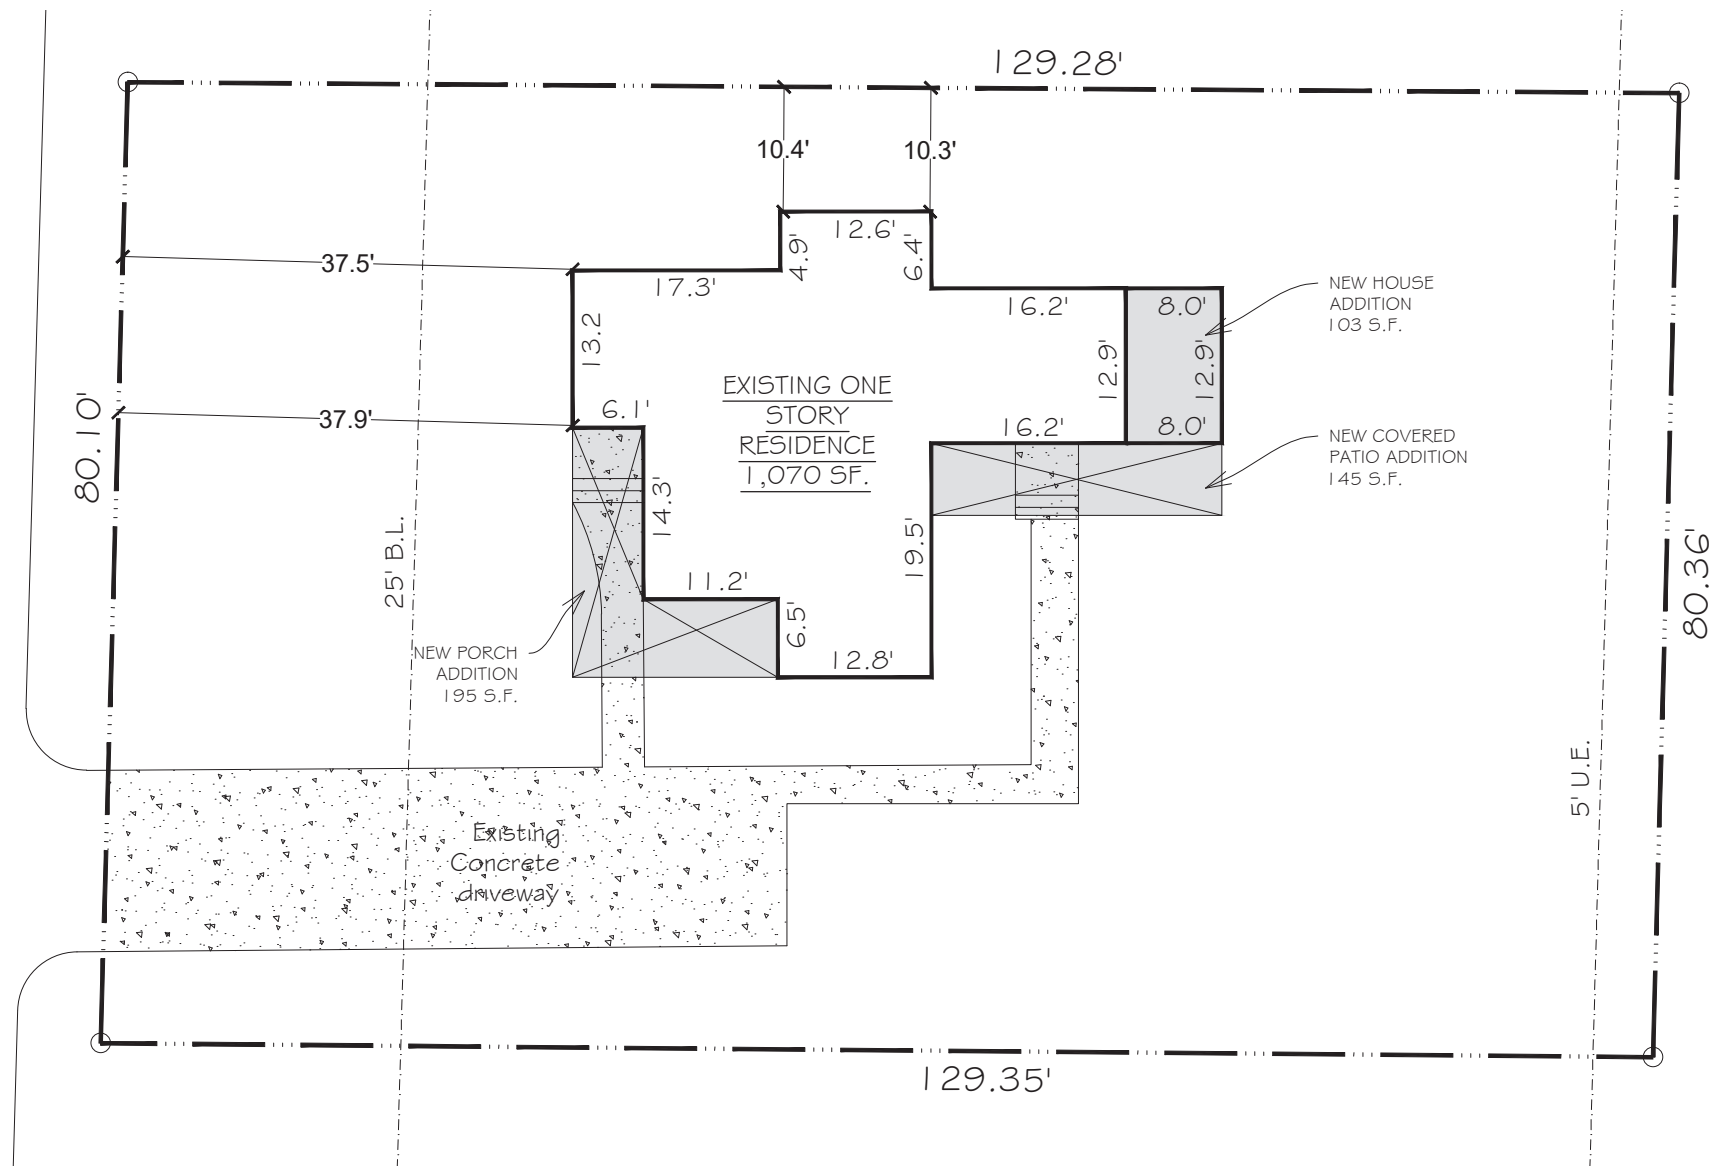 129.28'
10.4'
10.3'
12.6'
4.9'
6.4'
37.5'
17.3'
16.2'
8.0'
NEW HOUSE
ADDITION
103 S.F.
13.2
12.9'
12.9'
EXISTING ONE
STORY
RESIDENCE
1,070 SF.
37.9'
6.1'
16.2'
8.0'
NEW COVERED
PATIO ADDITION
145 S.F.
80.10'
14.3'
19.5'
25' B.L.
11.2'
6.5'
12.8'
80.36'
NEW PORCH
ADDITION
195 S.F.
5' U.E.
Existing
Concrete
driveway
129.35'